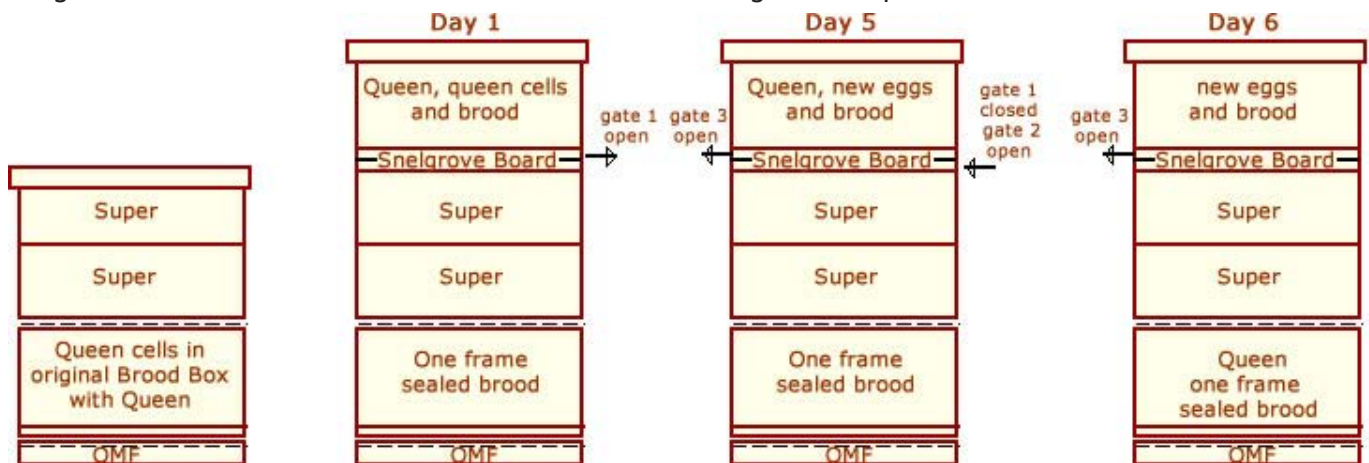 Super
Super
Queen cells in
original Brood Box
with Queen
OMF
Day 1
Queen, queen cells
and brood
Snelgrove Board
gate 1
open
Super
Super
One frame
sealed brood
OMF
Day 5
gate 3
open
Queen, new eggs
and brood
Snelgrove Board
gate 1
closed
gate 2
open
Super
Super
One frame
sealed brood
OMF
Day 6
gate 3
open
new eggs
and brood
Snelgrove Board
Super
Super
Queen
one frame
sealed brood
OMF